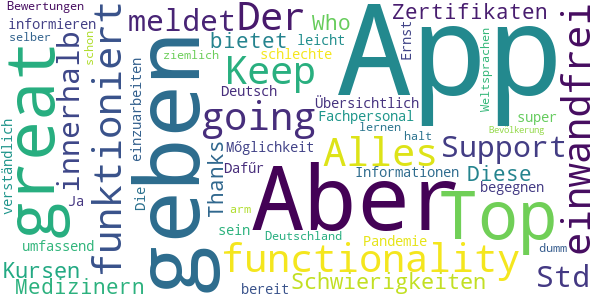 Bewertungen
informieren
selber
great
verständlich
Ja
umfassend
Kursen
Medizinern
innerhalb
funktioniert
schon
meldet
ziemlich
einzuarbeiten
Die
geben
Der
bietet
Keep
Deutsch
going
Möglichkeit
Thanks
Dafür
sein
arm
bereit
Aber
Deutschland
Who
leicht
schlechte
Übersichtlich
Fachpersonal
lernen
halt
Alles
Informationen
Pandemie
functionality
Schwierigkeiten
App
Ernst
Zertifikaten
Weltsprachen
super
Bevolkerung
Support
Diese
begegnen
Top
dumm
Std
einwandfrei